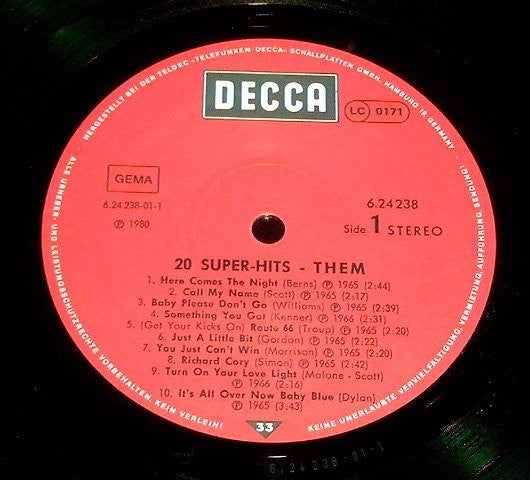 HERGESTELLT BEI DER TELDEC »TELEFUNKEN-DECCA« SCHALLPLATTEN GMBH, HAMBURG IN GERMANY ·
DECCA
LC 0171
GEMA
6.24 238-01-1
℗ 1980
6.24 238
Side 1 STEREO
20 SUPER-HITS - THEM
1. Here Comes The Night (Berns) ℗ 1965 (2:44)
2. Call My Name (Scott) ℗ 1965 (2:17)
3. Baby Please Don't Go (Williams) ℗ 1965 (2:39)
4. Something You Got (Kenner) ℗ 1966 (2:31)
5. (Get Your Kicks On) Route 66 (Troup) ℗ 1965 (2:20)
6. Just A Little Bit (Gordon) ℗ 1965 (2:22)
7. You Just Can't Win (Morrison) ℗ 1965 (2:20)
8. Richard Cory (Simon) ℗ 1965 (2:42)
9. Turn On Your Love Light (Malone - Scott)
℗ 1966 (2:16)
10. It's All Over Now Baby Blue (Dylan)
℗ 1965 (3:43)
33
ALLE URHEBER- UND LEISTUNGSSCHUTZRECHTE VORBEHALTEN. KEIN VERLEIH!
KEINE UNERLAUBTE VERVIELFÄLTIGUNG, VERMIETUNG, AUFFÜHRUNG, SENDUNG!
6.24 238-01-1